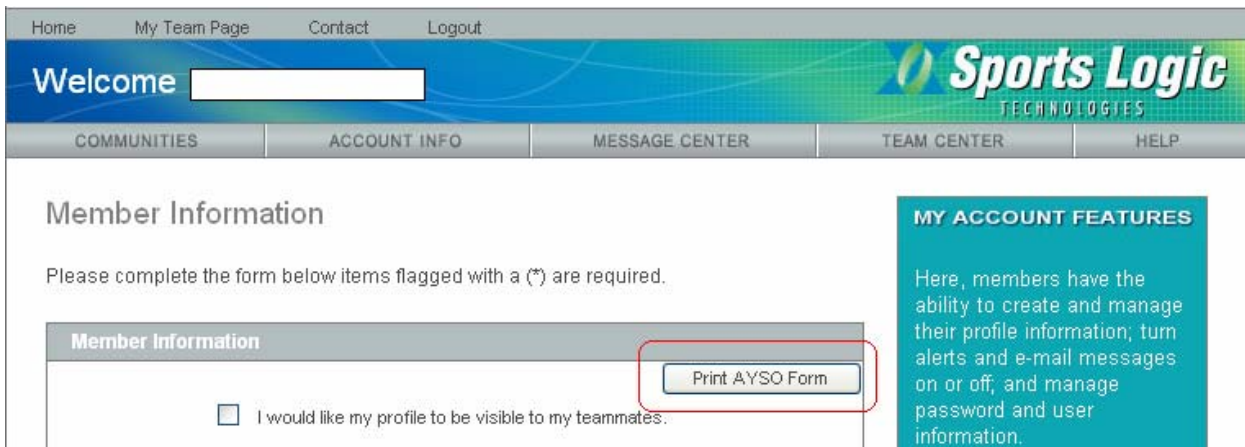 Home My Team Page Contact Logout
Welcome
Sports Logic
TECHNOLOGIES
COMMUNITIES ACCOUNT INFO MESSAGE CENTER TEAM CENTER HELP
Member Information
Please complete the form below items flagged with a (*) are required.
Member Information
Print AYSO Form
I would like my profile to be visible to my teammates.
MY ACCOUNT FEATURES
Here, members have the
ability to create and manage
their profile information; turn
alerts and e-mail messages
on or off; and manage
password and user
information.